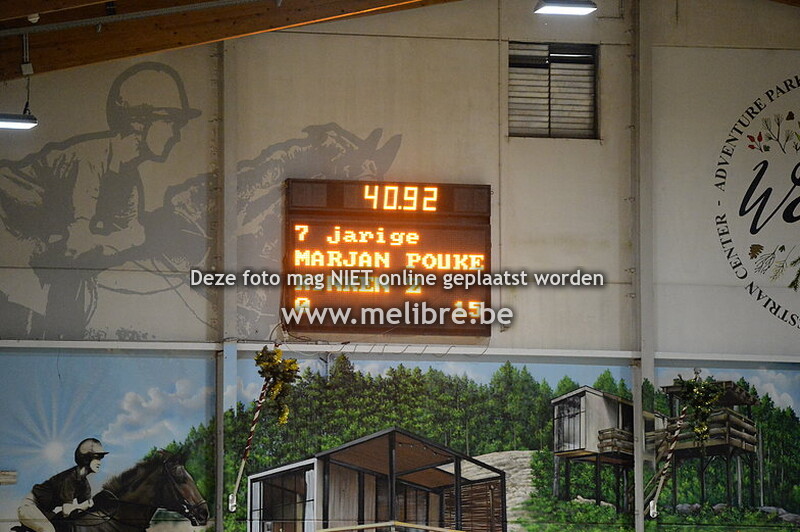 40.92
7 jarige
MARJAN POUKE
Deze foto mag NIET online geplaatst worden
www.melibre.be
15
ADVENTURE PARK
CENTER -